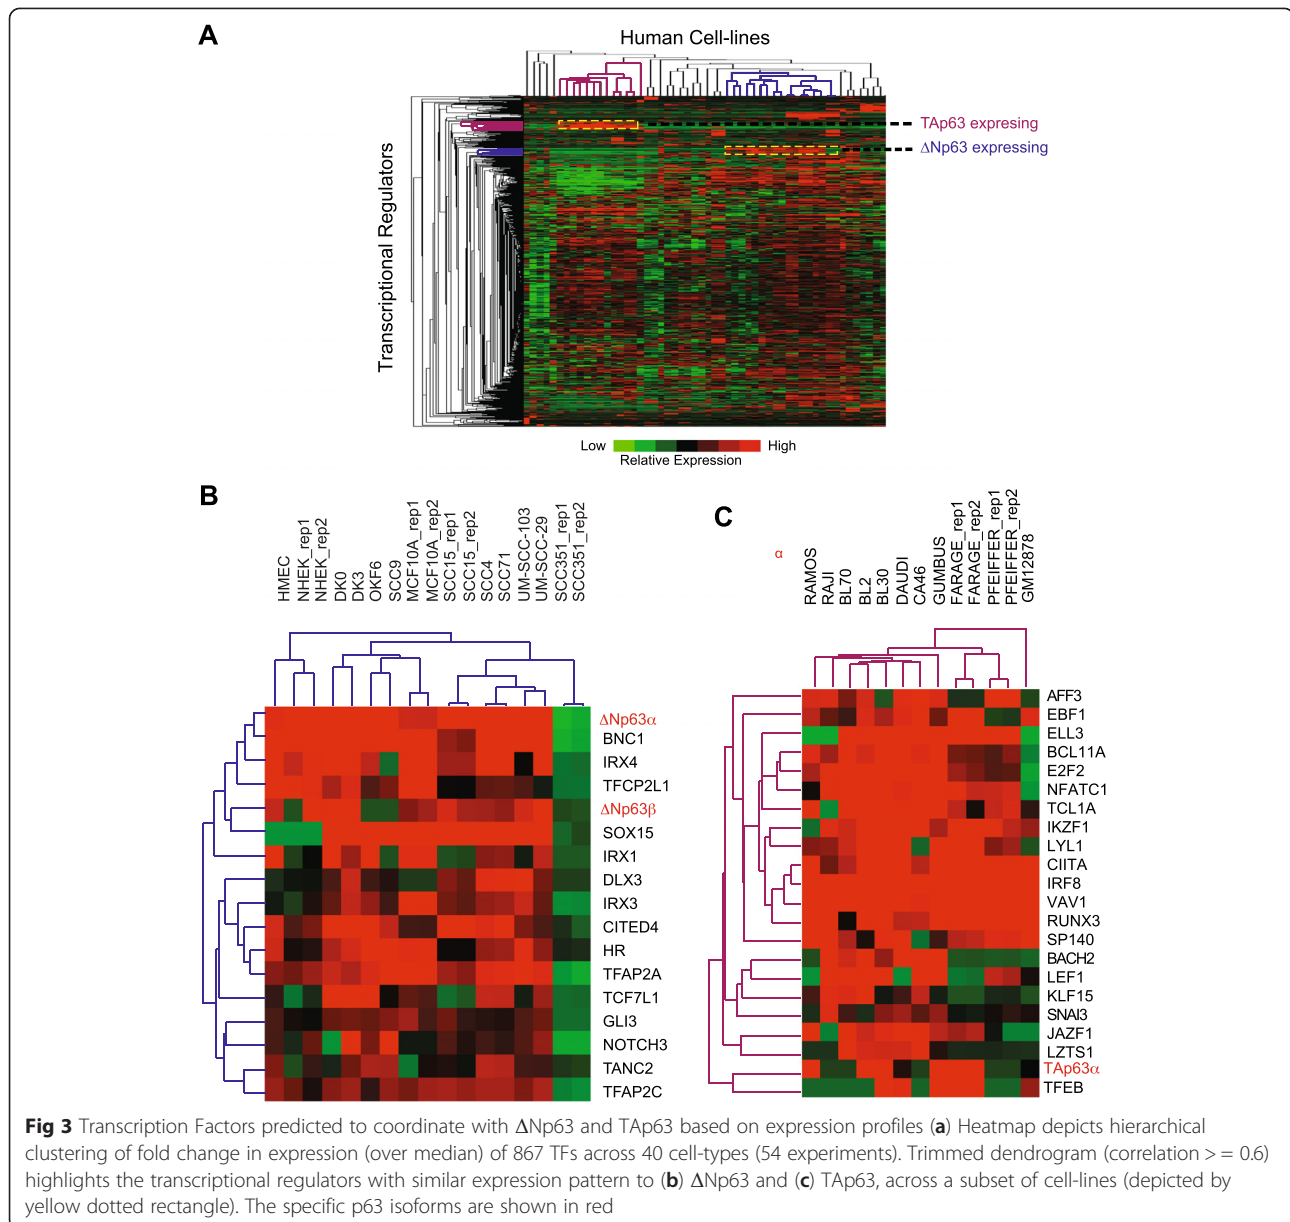 A
Human Cell-lines
Transcriptional Regulators
TAp63 expresing
ΔNp63 expressing
Low
High
Relative Expression
B
HMEC
NHEK_rep1
NHEK_rep2
DK0
DK3
OKF6
SCC9
MCF10A_rep1
MCF10A_rep2
SCC15_rep1
SCC15_rep2
SCC4
SCC71
UM-SCC-103
UM-SCC-29
SCC351_rep1
SCC351_rep2
ΔNp63α
BNC1
IRX4
TFCP2L1
ΔNp63β
SOX15
IRX1
DLX3
IRX3
CITED4
HR
TFAP2A
TCF7L1
GLI3
NOTCH3
TANC2
TFAP2C
C
α
RAMOS
RAJI
BL70
BL2
BL30
DAUDI
CA46
GUMBUS
FARAGE_rep1
FARAGE_rep2
PFEIFFER_rep1
PFEIFFER_rep2
GM12878
AFF3
EBF1
ELL3
BCL11A
E2F2
NFATC1
TCL1A
IKZF1
LYL1
CIITA
IRF8
VAV1
RUNX3
SP140
BACH2
LEF1
KLF15
SNAI3
JAZF1
LZTS1
TAp63α
TFEB
Fig 3 Transcription Factors predicted to coordinate with ΔNp63 and TAp63 based on expression profiles (a) Heatmap depicts hierarchical
clustering of fold change in expression (over median) of 867 TFs across 40 cell-types (54 experiments). Trimmed dendrogram (correlation > = 0.6)
highlights the transcriptional regulators with similar expression pattern to (b) ΔNp63 and (c) TAp63, across a subset of cell-lines (depicted by
yellow dotted rectangle). The specific p63 isoforms are shown in red